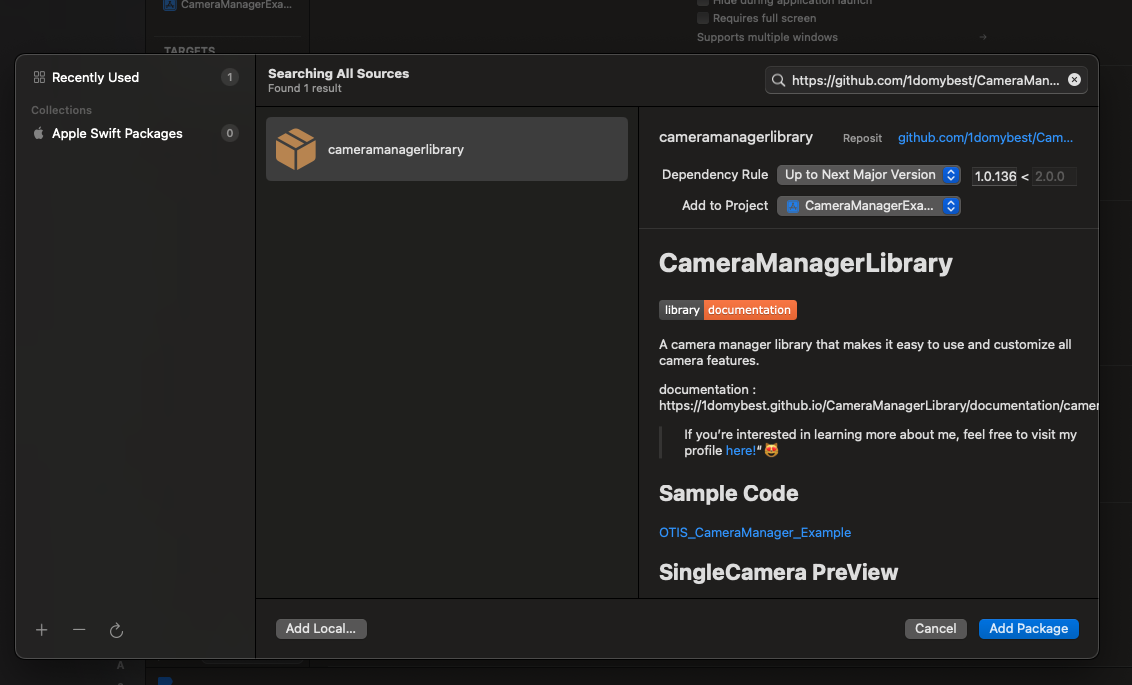 CameraManagerExa...
Hide during application launch
Requires full screen
Supports multiple windows
TARGETS
Recently Used
1
Collections
Apple Swift Packages
0
Searching All Sources
Found 1 result
https://github.com/1domybest/CameraMan...
cameramanagerlibrary
cameramanagerlibrary
Reposit
github.com/1domybest/Cam...
Dependency Rule
Up to Next Major Version
1.0.136 < 2.0.0
Add to Project
CameraManagerExa...
CameraManagerLibrary
library documentation
A camera manager library that makes it easy to use and customize all
camera features.
documentation :
https://1domybest.github.io/CameraManagerLibrary/documentation/camer
If you’re interested in learning more about me, feel free to visit my
profile here!“ 😻
Sample Code
OTIS_CameraManager_Example
SingleCamera PreView
Add Local...
Cancel
Add Package
A